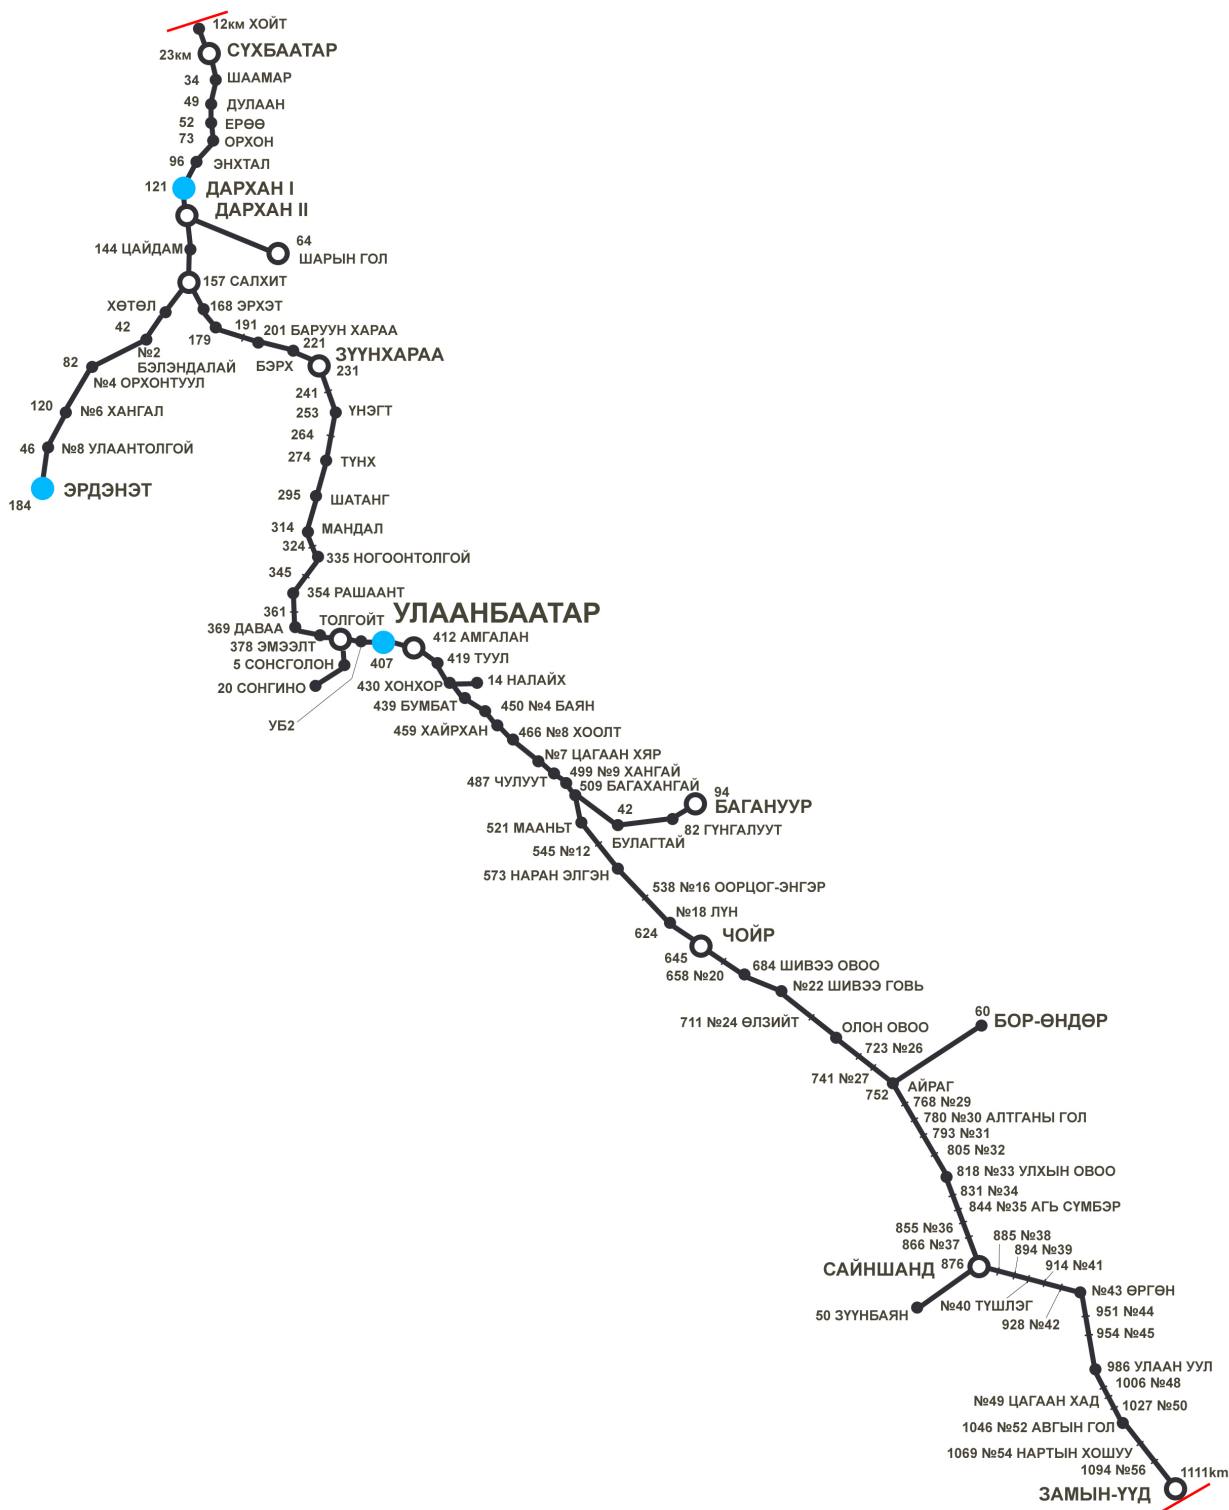 12км ХОЙТ
23км СҮХБААТАР
34 ШААМАР
49 ДУЛААН
52 ЕРӨӨ
73 ОРХОН
96 ЭНХТАЛ
121 ДАРХАН I
ДАРХАН II
64
ШАРЫН ГОЛ
144 ЦАЙДАМ
157 САЛХИТ
ХӨТӨЛ
42
№2
БЭЛЭНДАЛАЙ
82
№4 ОРХОНТУУЛ
120 №6 ХАНГАЛ
46 №8 УЛААНТОЛГОЙ
184 ЭРДЭНЭТ
168 ЭРХЭТ
179
191
201 БАРУУН ХАРАА
БЭРХ
221
ЗҮҮНХАРАА
231
241
253 ҮНЭГТ
264
274 ТҮНХ
295 ШАТАНГ
314 МАНДАЛ
324
335 НОГООНТОЛГОЙ
345
354 РАШААНТ
361
369 ДАВАА
ТОЛГОЙТ
378 ЭМЭЭЛТ
5 СОНСГОЛОН
20 СОНГИНО
УБ2
УЛААНБААТАР
407
412 АМГАЛАН
419 ТУУЛ
430 ХОНХОР
14 НАЛАЙХ
439 БУМБАТ
450 №4 БАЯН
459 ХАЙРХАН
466 №8 ХООЛТ
№7 ЦАГААН ХЯР
487 ЧУЛУУТ
499 №9 ХАНГАЙ
509 БАГАХАНГАЙ
94
БАГАНУУР
42
БУЛАГТАЙ
82 ГҮНГАЛУУТ
521 МААНЬТ
545 №12
573 НАРАН ЭЛГЭН
538 №16 ООРЦОГ-ЭНГЭР
№18 ЛҮН
624
ЧОЙР
645
658 №20
684 ШИВЭЭ ОВОО
№22 ШИВЭЭ ГОВЬ
711 №24 ӨЛЗИЙТ
ОЛОН ОВОО
723 №26
741 №27
60
БОР-ӨНДӨР
752 АЙРАГ
768 №29
780 №30 АЛТГАНЫ ГОЛ
793 №31
805 №32
818 №33 УЛХЫН ОВОО
831 №34
844 №35 АГЬ СҮМБЭР
855 №36
866 №37
САЙНШАНД 876
50 ЗҮҮНБАЯН
885 №38
894 №39
№40 ТҮШЛЭГ
914 №41
928 №42
№43 ӨРГӨН
951 №44
954 №45
986 УЛААН УУЛ
1006 №48
№49 ЦАГААН ХАД
1027 №50
1046 №52 АВГЫН ГОЛ
1069 №54 НАРТЫН ХОШУУ
1094 №56
1111km
ЗАМЫН-ҮҮД